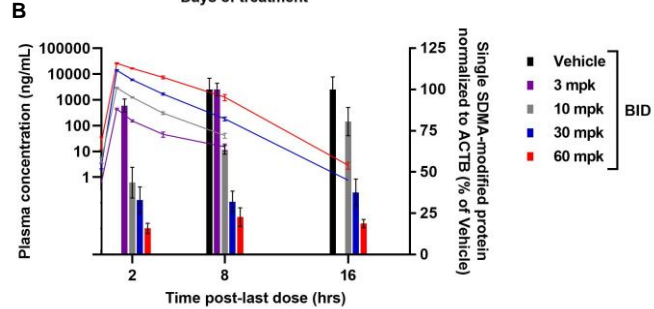 Days of treatment
B
Plasma concentration (ng/mL)
100000
10000
1000
100
10
1
125
100
75
50
25
0
Single SDMA-modified protein
normalized to ACTB (% of Vehicle)
2 8 16
Time post-last dose (hrs)
Vehicle
3 mpk
10 mpk
30 mpk
60 mpk
BID